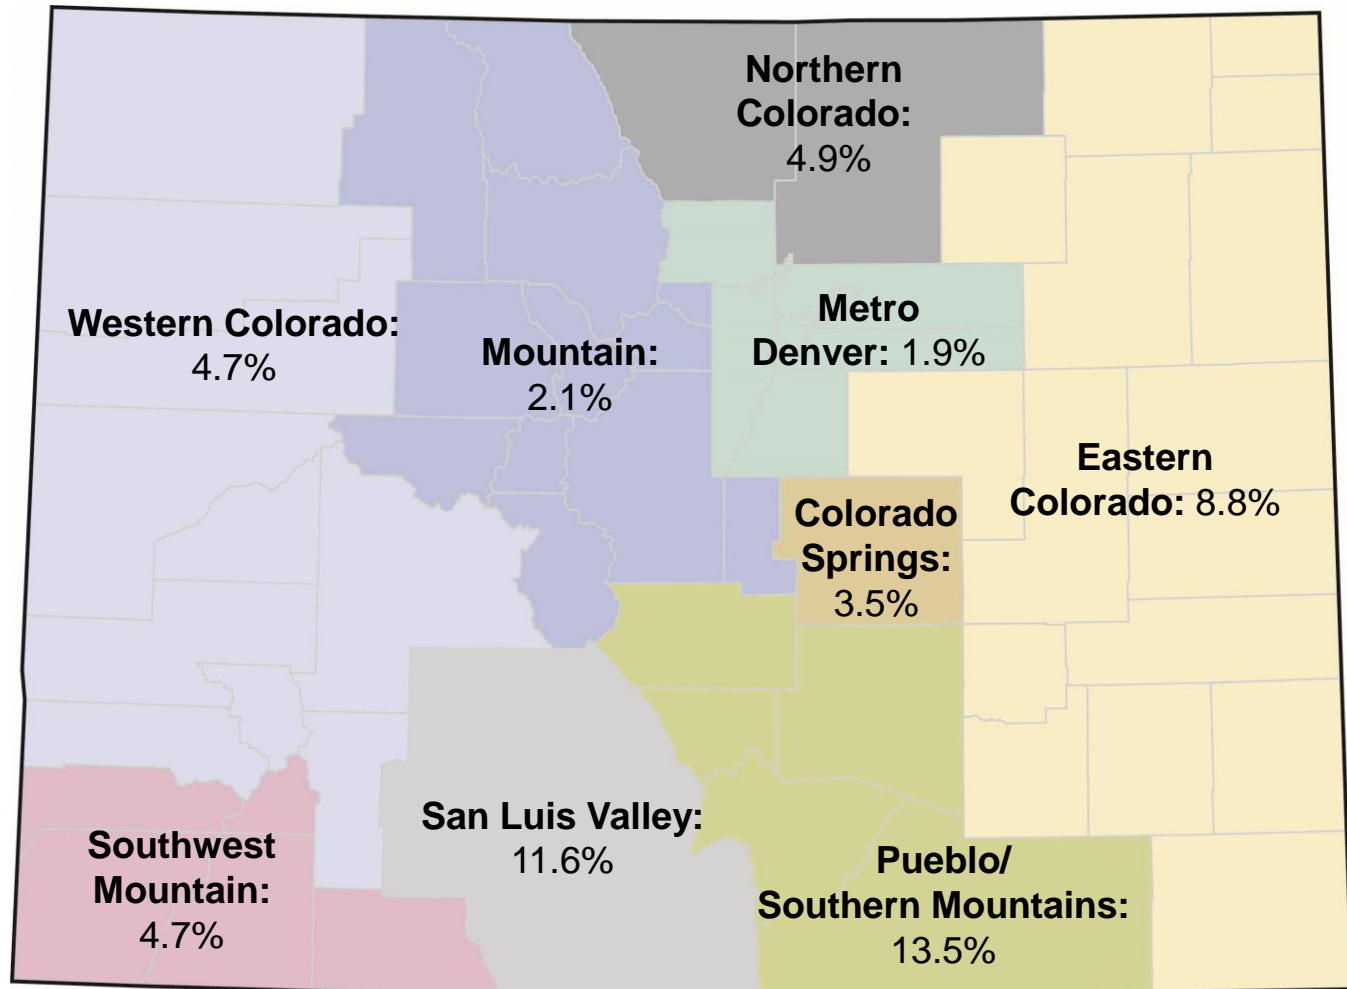 Northern
Colorado:
4.9%
Western Colorado:
4.7%
Mountain:
2.1%
Metro
Denver: 1.9%
Eastern
Colorado: 8.8%
Colorado
Springs:
3.5%
San Luis Valley:
11.6%
Southwest
Mountain:
4.7%
Pueblo/
Southern Mountains:
13.5%